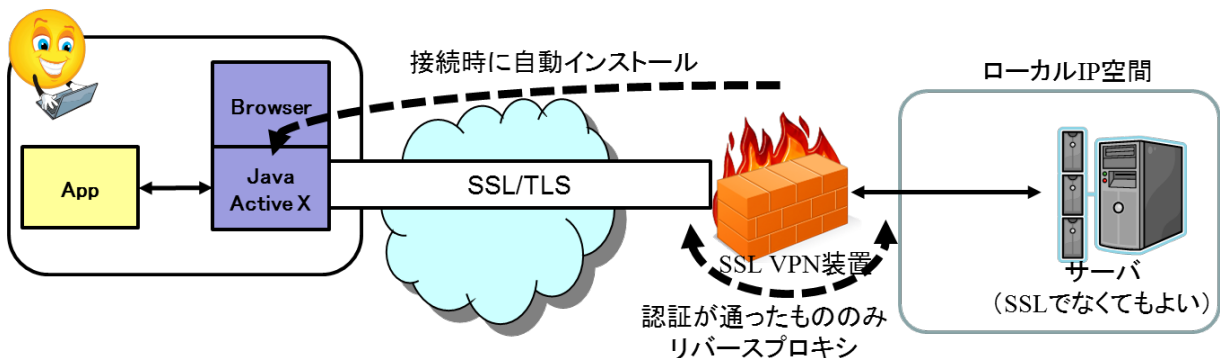 接続時に自動インストール
ローカルIP空間
Browser
App
Java
Active X
SSL/TLS
SSL VPN装置
サーバ
（SSLでなくてもよい）
認証が通ったもののみ
リバースプロキシ